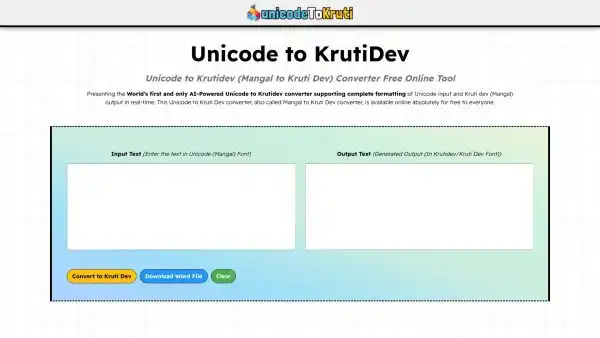 unicodeToKruti
Unicode to KrutiDev
Unicode to Krutidev (Mangal to Kruti Dev) Converter Free Online Tool
Presenting the World's first and only AI-Powered Unicode to Krutidev converter supporting complete formatting of Unicode input and Kruti dev (Mangal)
output in real-time. This Unicode to Kruti Dev converter, also called Mangal to Kruti Dev converter, is available online absolutely for free to everyone.
Input Text (Enter the text in Unicode (Mangal) Font)
Output Text (Generated Output (In Krutidev/Kruti Dev Font))
Convert to Kruti Dev Download Word File Clear